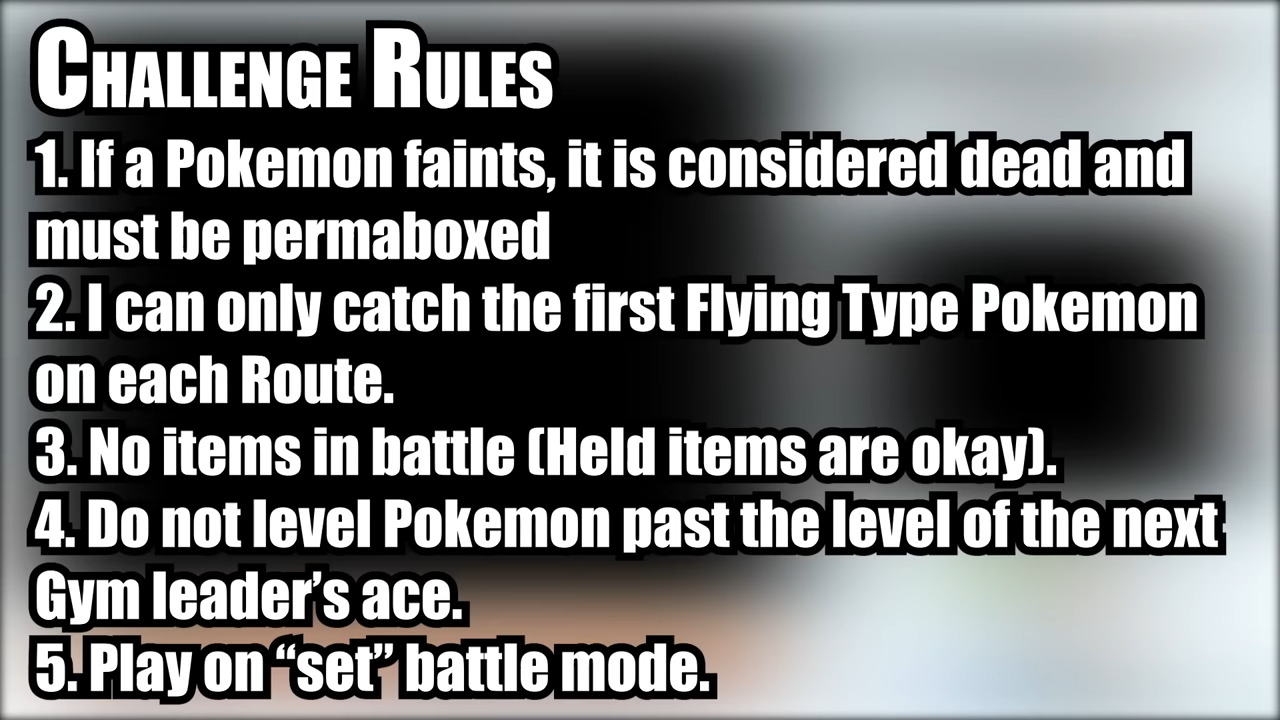 Challenge Rules
1. If a Pokemon faints, it is considered dead and
must be permaboxed
2. I can only catch the first Flying Type Pokemon
on each Route.
3. No items in battle (Held items are okay).
4. Do not level Pokemon past the level of the next
Gym leader’s ace.
5. Play on “set” battle mode.